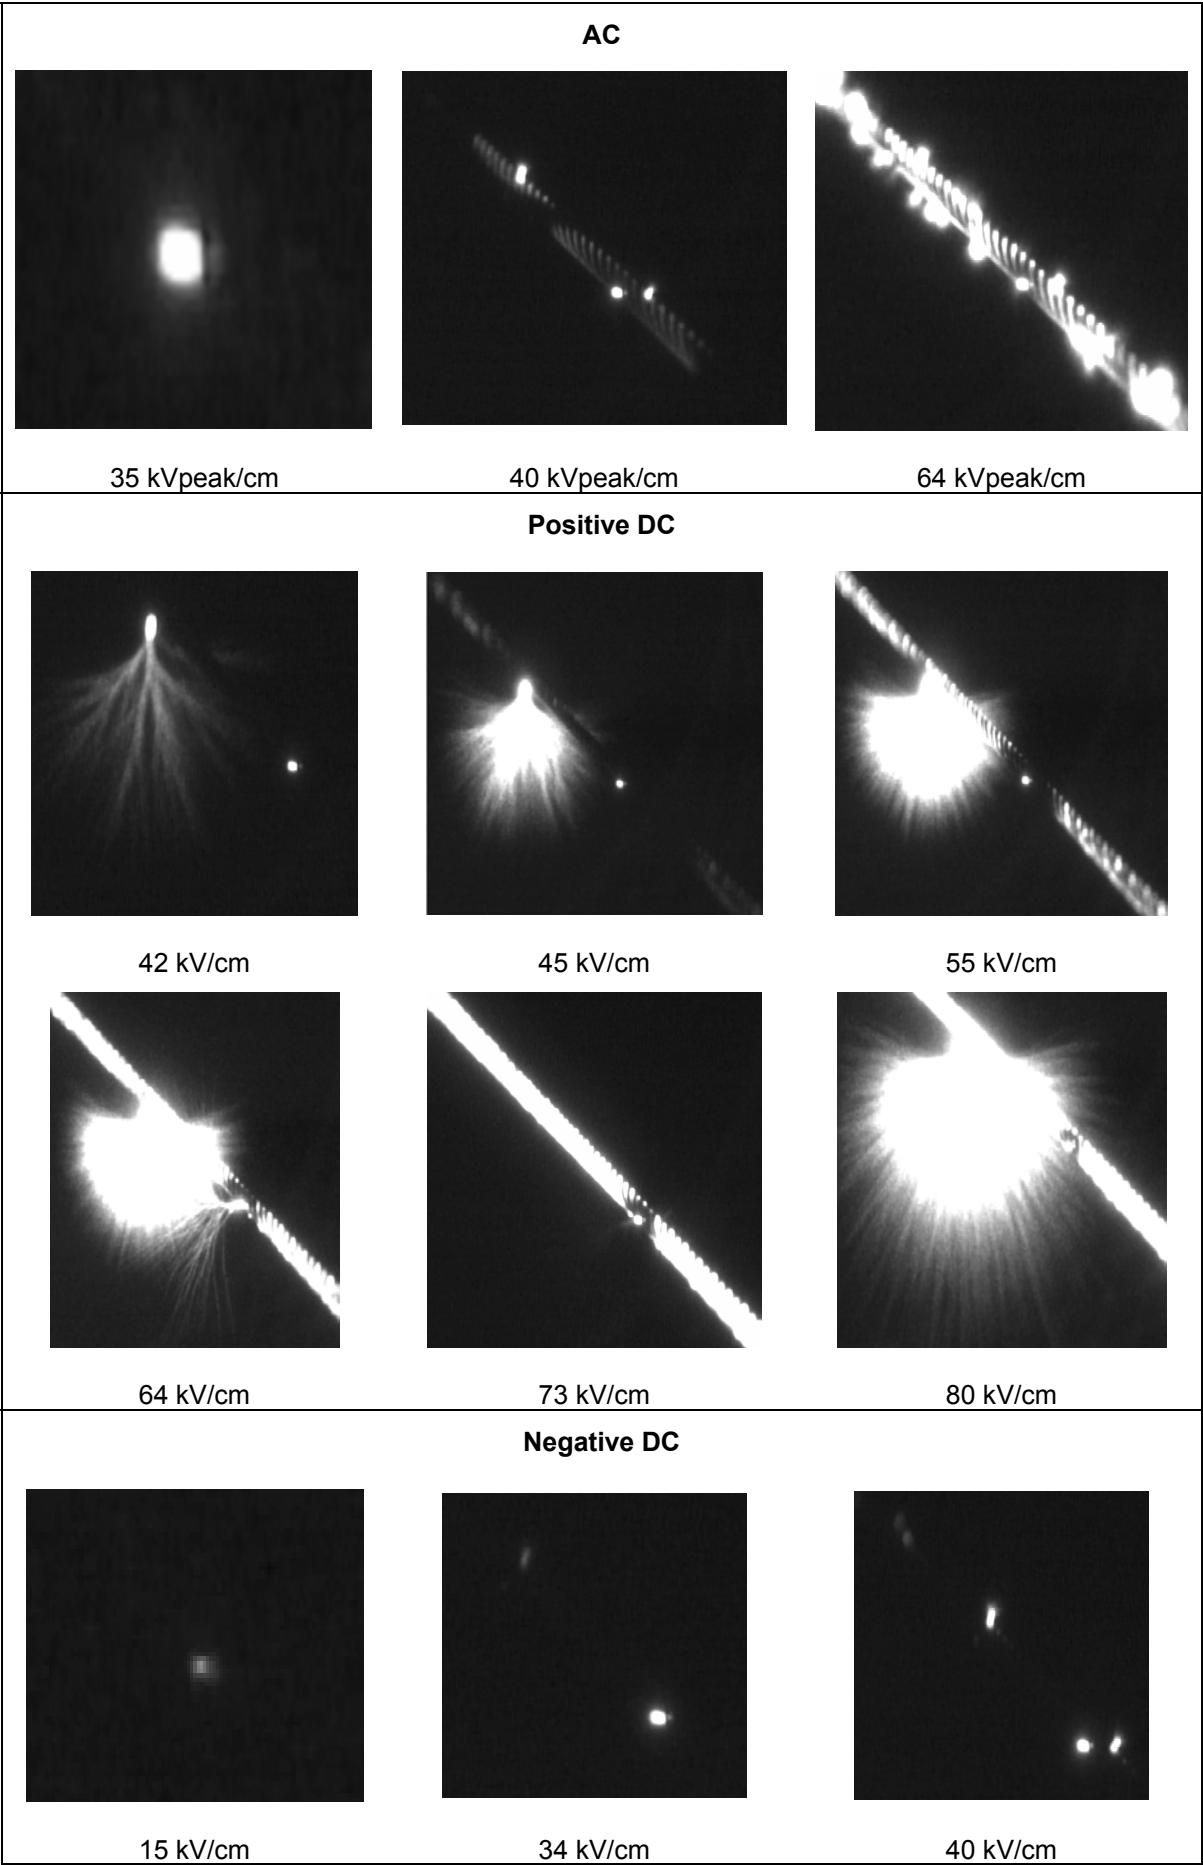 AC
35 kVpeak/cm 40 kVpeak/cm 64 kVpeak/cm
Positive DC
42 kV/cm 45 kV/cm 55 kV/cm
64 kV/cm 73 kV/cm 80 kV/cm
Negative DC
15 kV/cm 34 kV/cm 40 kV/cm